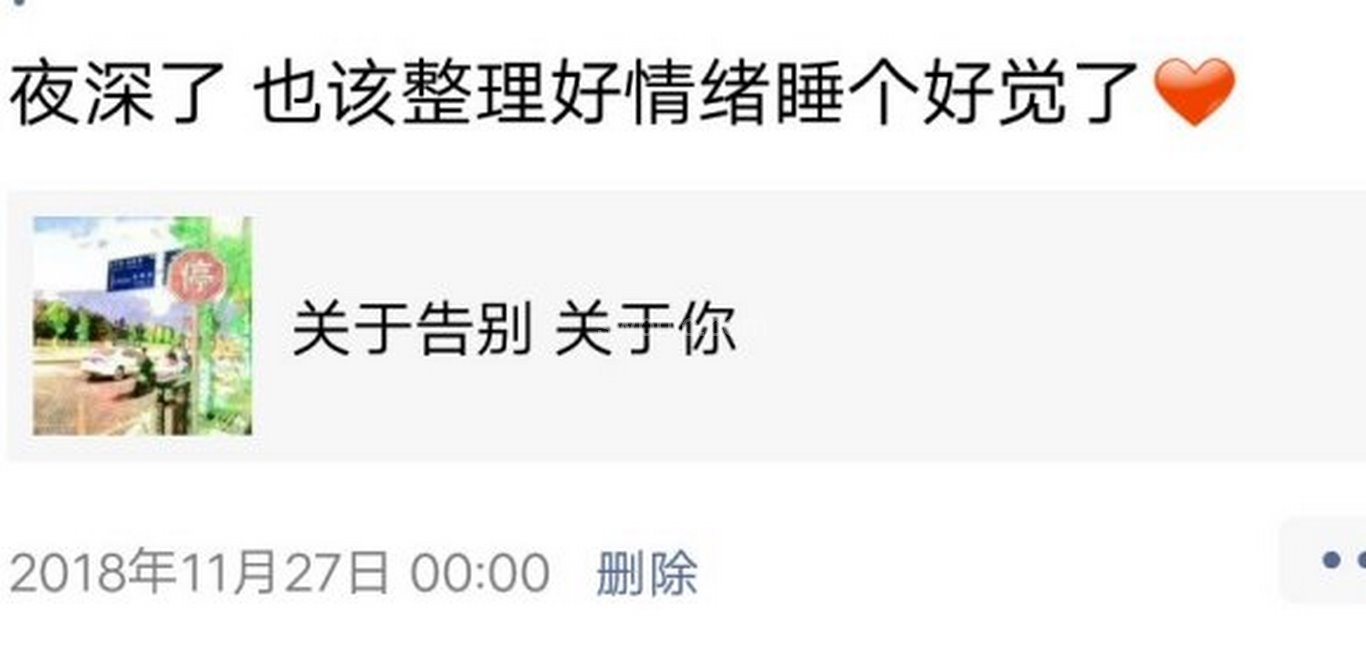 夜深了 也该整理好情绪睡个好觉了❤️
停
关于告别 关于你
2018年11月27日 00:00 删除